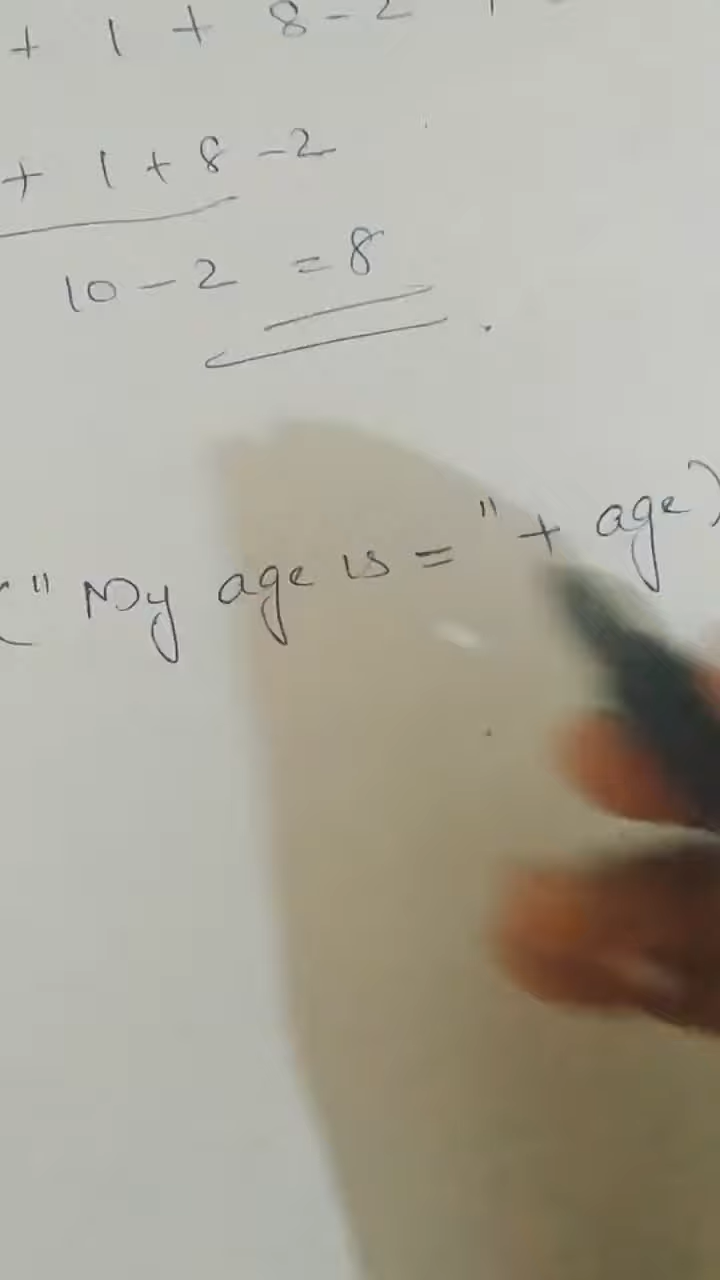 + 1 + 8 - 2
+ 1 + 8 - 2
10 - 2 = 8
(" My age is = " + age)